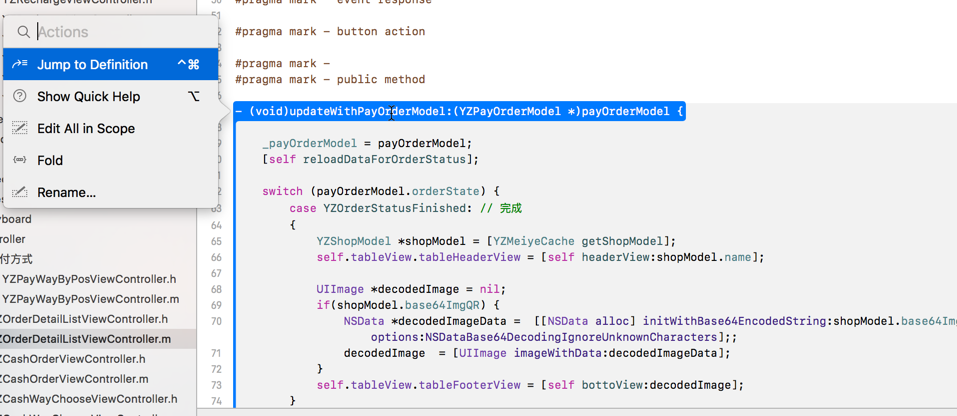 YZRechargeViewController.h
50 #pragma mark - event response
51
Actions
#pragma mark - button action
Jump to Definition ^⌘
#pragma mark -
#pragma mark - public method
Show Quick Help ⌥
- (void)updateWithPayOrderModel:(YZPayOrderModel *)payOrderModel {
Edit All in Scope
_payOrderModel = payOrderModel;
Fold
[self reloadDataForOrderStatus];
Rename...
switch (payOrderModel.orderState) {
63 case YZOrderStatusFinished: // 完成
yboard
64 {
roller
65 YZShopModel *shopModel = [YZMeiyeCache getShopModel];
付方式
66 self.tableView.tableHeaderView = [self headerView:shopModel.name];
YZPayWayByPosViewController.h
67
68 UIImage *decodedImage = nil;
YZPayWayByPosViewController.m
69 if(shopModel.base64ImgQR) {
ZOrderDetailListViewController.h
70 NSData *decodedImageData = [[NSData alloc] initWithBase64EncodedString:shopModel.base64Im
ZOrderDetailListViewController.m
options:NSDataBase64DecodingIgnoreUnknownCharacters];;
71 decodedImage = [UIImage imageWithData:decodedImageData];
ZCashOrderViewController.h
72 }
ZCashOrderViewController.m
73 self.tableView.tableFooterView = [self bottoView:decodedImage];
ZCashWayChooseViewController.h
74 }